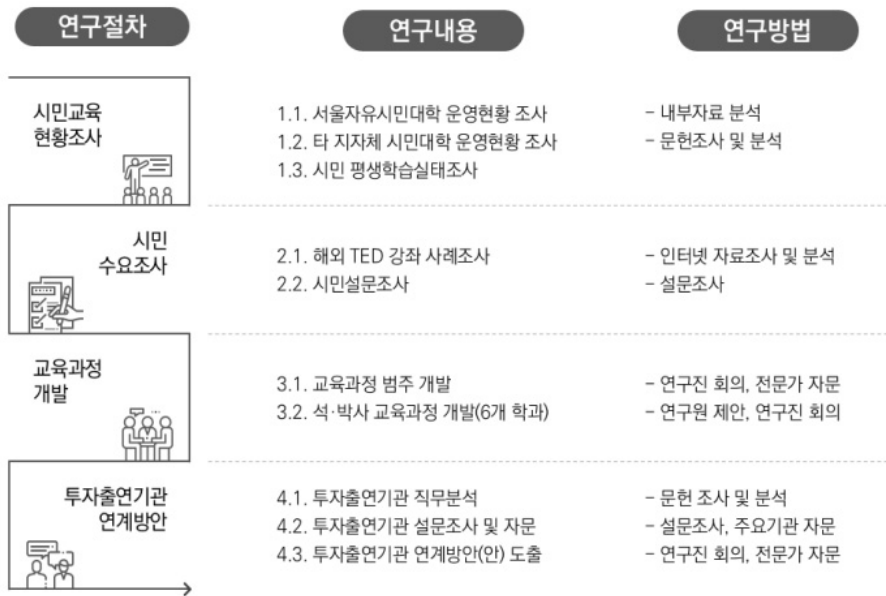 연구절차
연구내용
연구방법
시민교육
현황조사
1.1. 서울자유시민대학 운영현황 조사
1.2. 타 지자체 시민대학 운영현황 조사
1.3. 시민 평생학습실태조사
– 내부자료 분석
– 문헌조사 및 분석
시민
수요조사
2.1. 해외 TED 강좌 사례조사
2.2. 시민설문조사
– 인터넷 자료조사 및 분석
– 설문조사
교육과정
개발
3.1. 교육과정 범주 개발
3.2. 석·박사 교육과정 개발(6개 학과)
– 연구진 회의, 전문가 자문
– 연구원 제안, 연구진 회의
투자출연기관
연계방안
4.1. 투자출연기관 직무분석
4.2. 투자출연기관 설문조사 및 자문
4.3. 투자출연기관 연계방안(안) 도출
– 문헌 조사 및 분석
– 설문조사, 주요기관 자문
– 연구진 회의, 전문가 자문